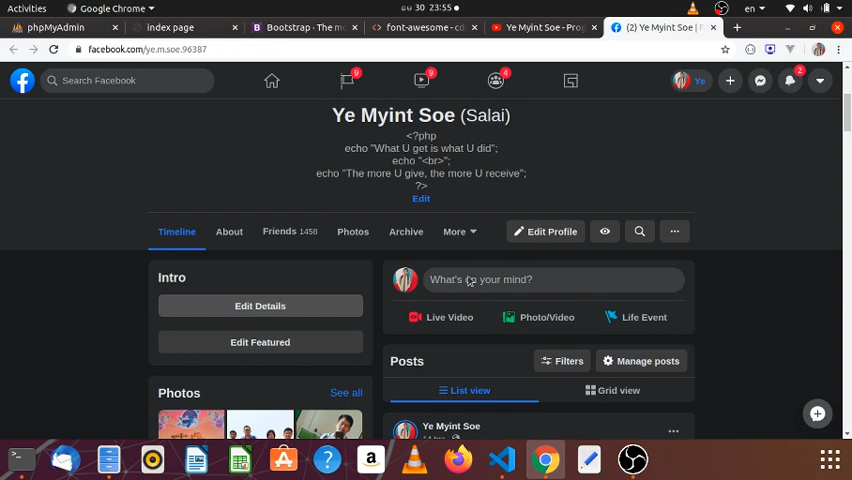 Activities
Google Chrome
23:55
en
phpMyAdmin
index page
Bootstrap - The mo
font-awesome - cd
Ye Myint Soe - Prog
(2) Ye Myint Soe | F
facebook.com/ye.m.soe.96387
Search Facebook
9
9
4
Ye
2
Ye Myint Soe (Salai)
<?php
echo "What U get is what U did";
echo "<br>";
echo "The more U give, the more U receive";
?>
Edit
Timeline
About
Friends 1458
Photos
Archive
More
Edit Profile
Intro
What's on your mind?
Edit Details
Live Video
Photo/Video
Life Event
Edit Featured
Posts
Filters
Manage posts
List view
Grid view
Photos
See all
Ye Myint Soe